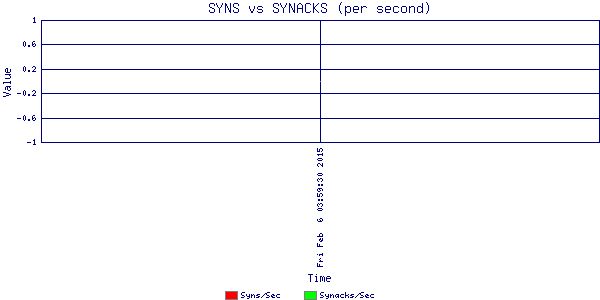 SYNS vs SYNACKS (per second)
1
0.6
0.2
-0.2
-0.6
-1
Value
Fri Feb  6 03:59:30 2015
Time
Syns/Sec
Synacks/Sec